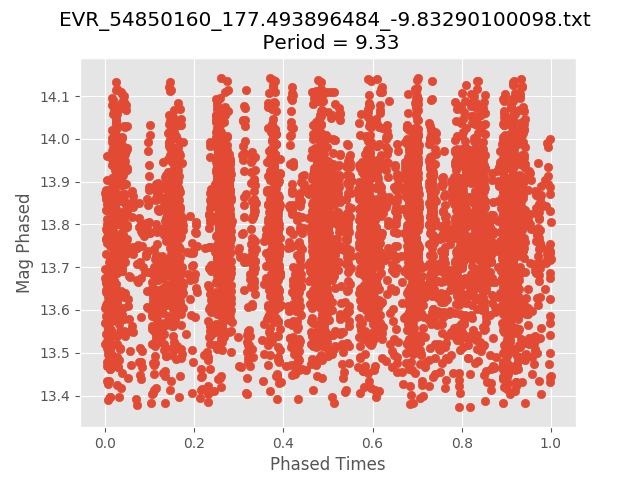 EVR_54850160_177.493896484_-9.83290100098.txt
Period = 9.33
Mag Phased
14.1
14.0
13.9
13.8
13.7
13.6
13.5
13.4
0.0 0.2 0.4 0.6 0.8 1.0
Phased Times